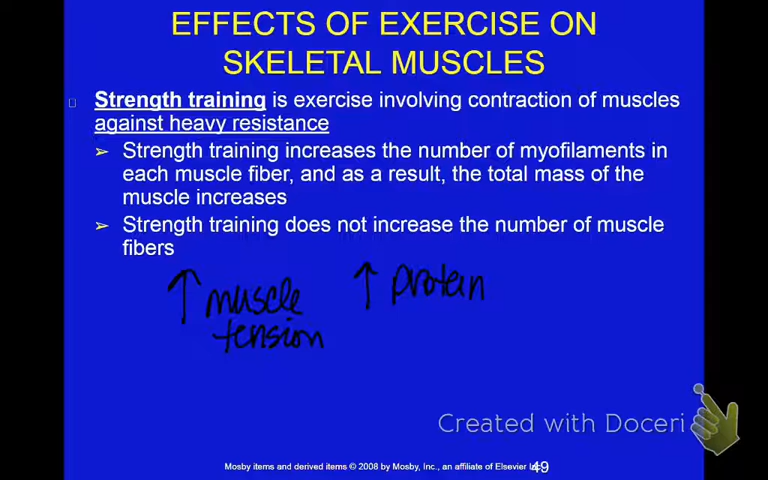 EFFECTS OF EXERCISE ON
SKELETAL MUSCLES
Strength training is exercise involving contraction of muscles
against heavy resistance
➢ Strength training increases the number of myofilaments in
each muscle fiber, and as a result, the total mass of the
muscle increases
➢ Strength training does not increase the number of muscle
fibers
↑ muscle ↑ protein
tension
Created with Doceri
Mosby items and derived items © 2008 by Mosby, Inc., an affiliate of Elsevier 49